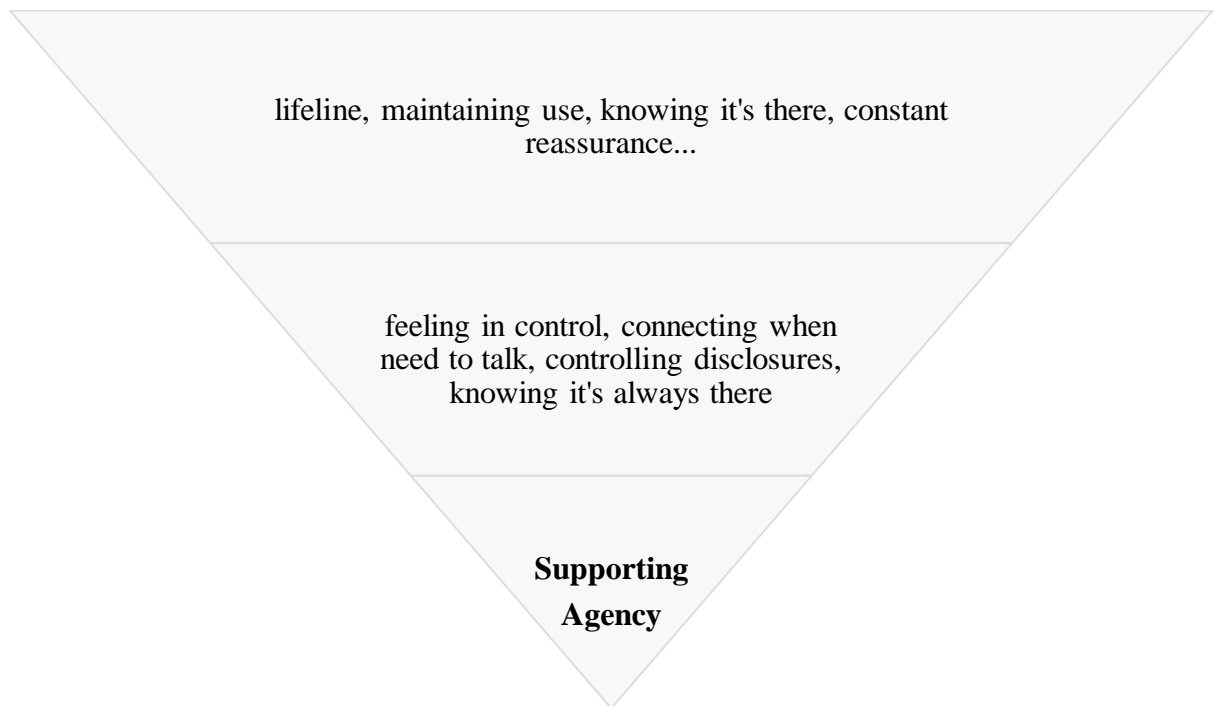 lifeline, maintaining use, knowing it's there, constant
reassurance...
feeling in control, connecting when
need to talk, controlling disclosures,
knowing it's always there
Supporting
Agency